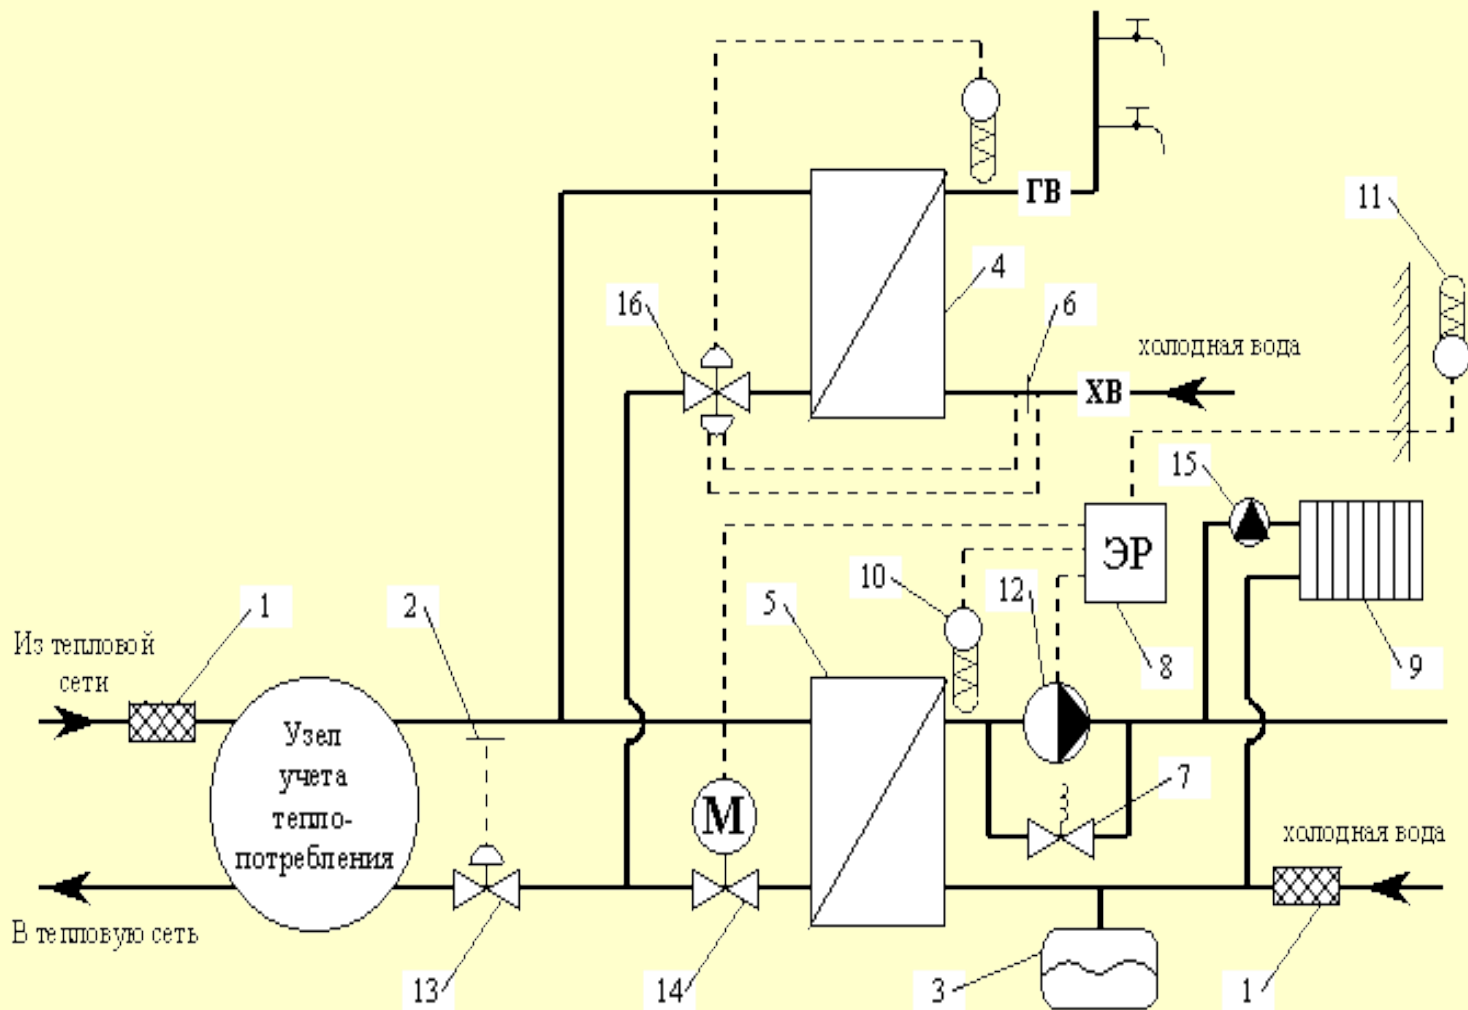 ГВ
11
4
16
6
холодная вода
ХВ
15
ЭР
10
12
1
2
5
8
9
Из тепловой
сети
Узел
учета
тепло-
потребления
М
7
холодная вода
В тепловую сеть
13
14
3
1